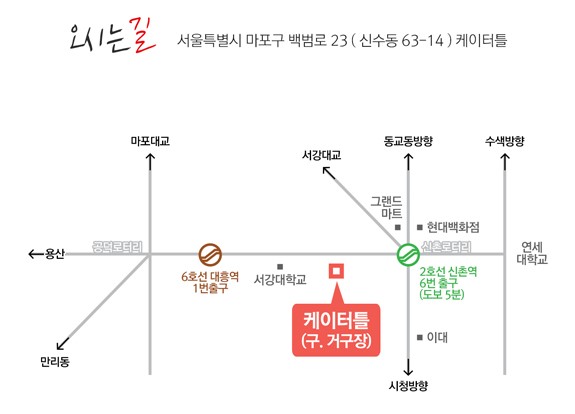 오시는길 서울특별시 마포구 백범로 23 ( 신수동 63-14 ) 케이터틀
마포대교
서강대교
동교동방향
수색방향
그랜드
마트
현대백화점
용산
공덕로터리
신촌로터리
연세
대학교
6호선 대흥역
1번출구
서강대학교
2호선 신촌역
6번 출구
(도보 5분)
케이터틀
(구. 거구장)
이대
만리동
시청방향